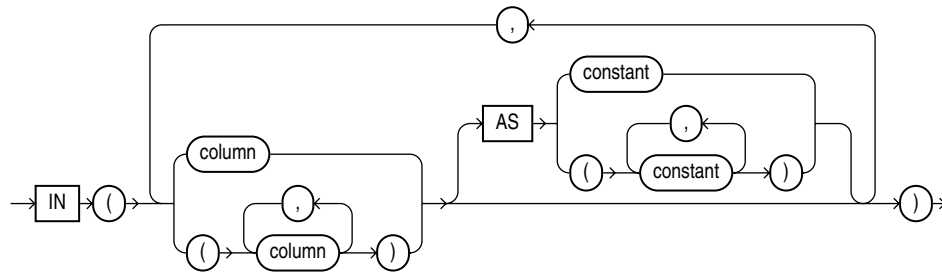 ,
constant
AS ,
column ( constant )
IN ( , )
( column )